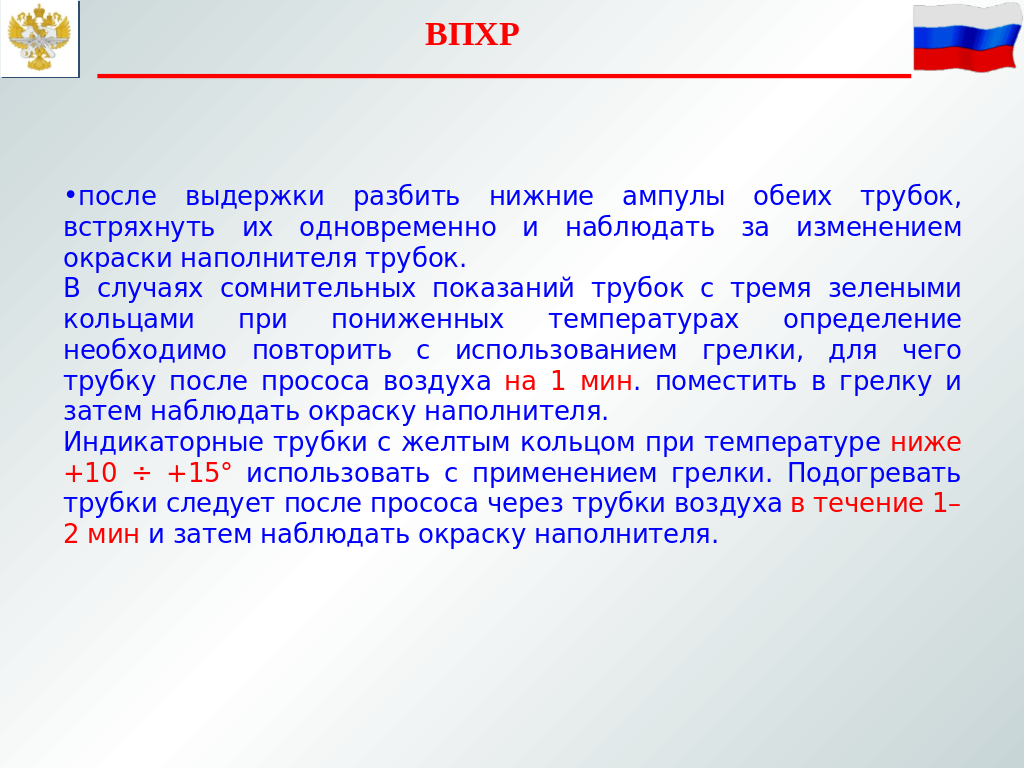 ВПХР
•после выдержки разбить нижние ампулы обеих трубок,
встряхнуть их одновременно и наблюдать за изменением
окраски наполнителя трубок.
В случаях сомнительных показаний трубок с тремя зелеными
кольцами при пониженных температурах определение
необходимо повторить с использованием грелки, для чего
трубку после прососа воздуха на 1 мин. поместить в грелку и
затем наблюдать окраску наполнителя.
Индикаторные трубки с желтым кольцом при температуре ниже
+10 ÷ +15° использовать с применением грелки. Подогревать
трубки следует после прососа через трубки воздуха в течение 1–
2 мин и затем наблюдать окраску наполнителя.